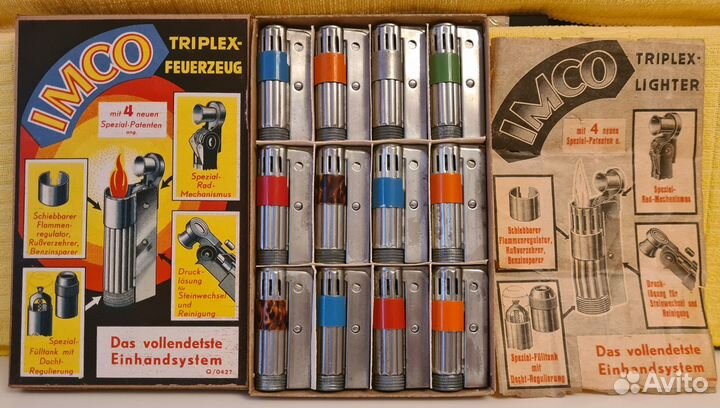 IMCO
TRIPLEX-
FEUERZEUG
mit 4 neuen
Spezial-Patenten
ang.
Spezial-
Rad-
Mechanismus
Schiebbarer
Flammen-
regulator,
Rußverzehrer,
Benzinsparer
Druck-
lösung
für
Steinwechsel
und
Reinigung
Spezial-
Fülltank mit
Docht-
Regulierung
Das vollendetste
Einhandsystem
Q/0427
IMCO
TRIPLEX-
LIGHTER
mit 4 neuen
Spezial-Patenten a.
Spezial-
Rad-Mechanismus
Schiebbarer
Flammenregulator,
Rußverzehrer,
Benzinsparer
Druck-
lösung für
Steinwechsel und
Reinigung
Spezial-Fülltank
mit
Docht-Regulierung
Das vollendetste
Einhandsystem
Avito